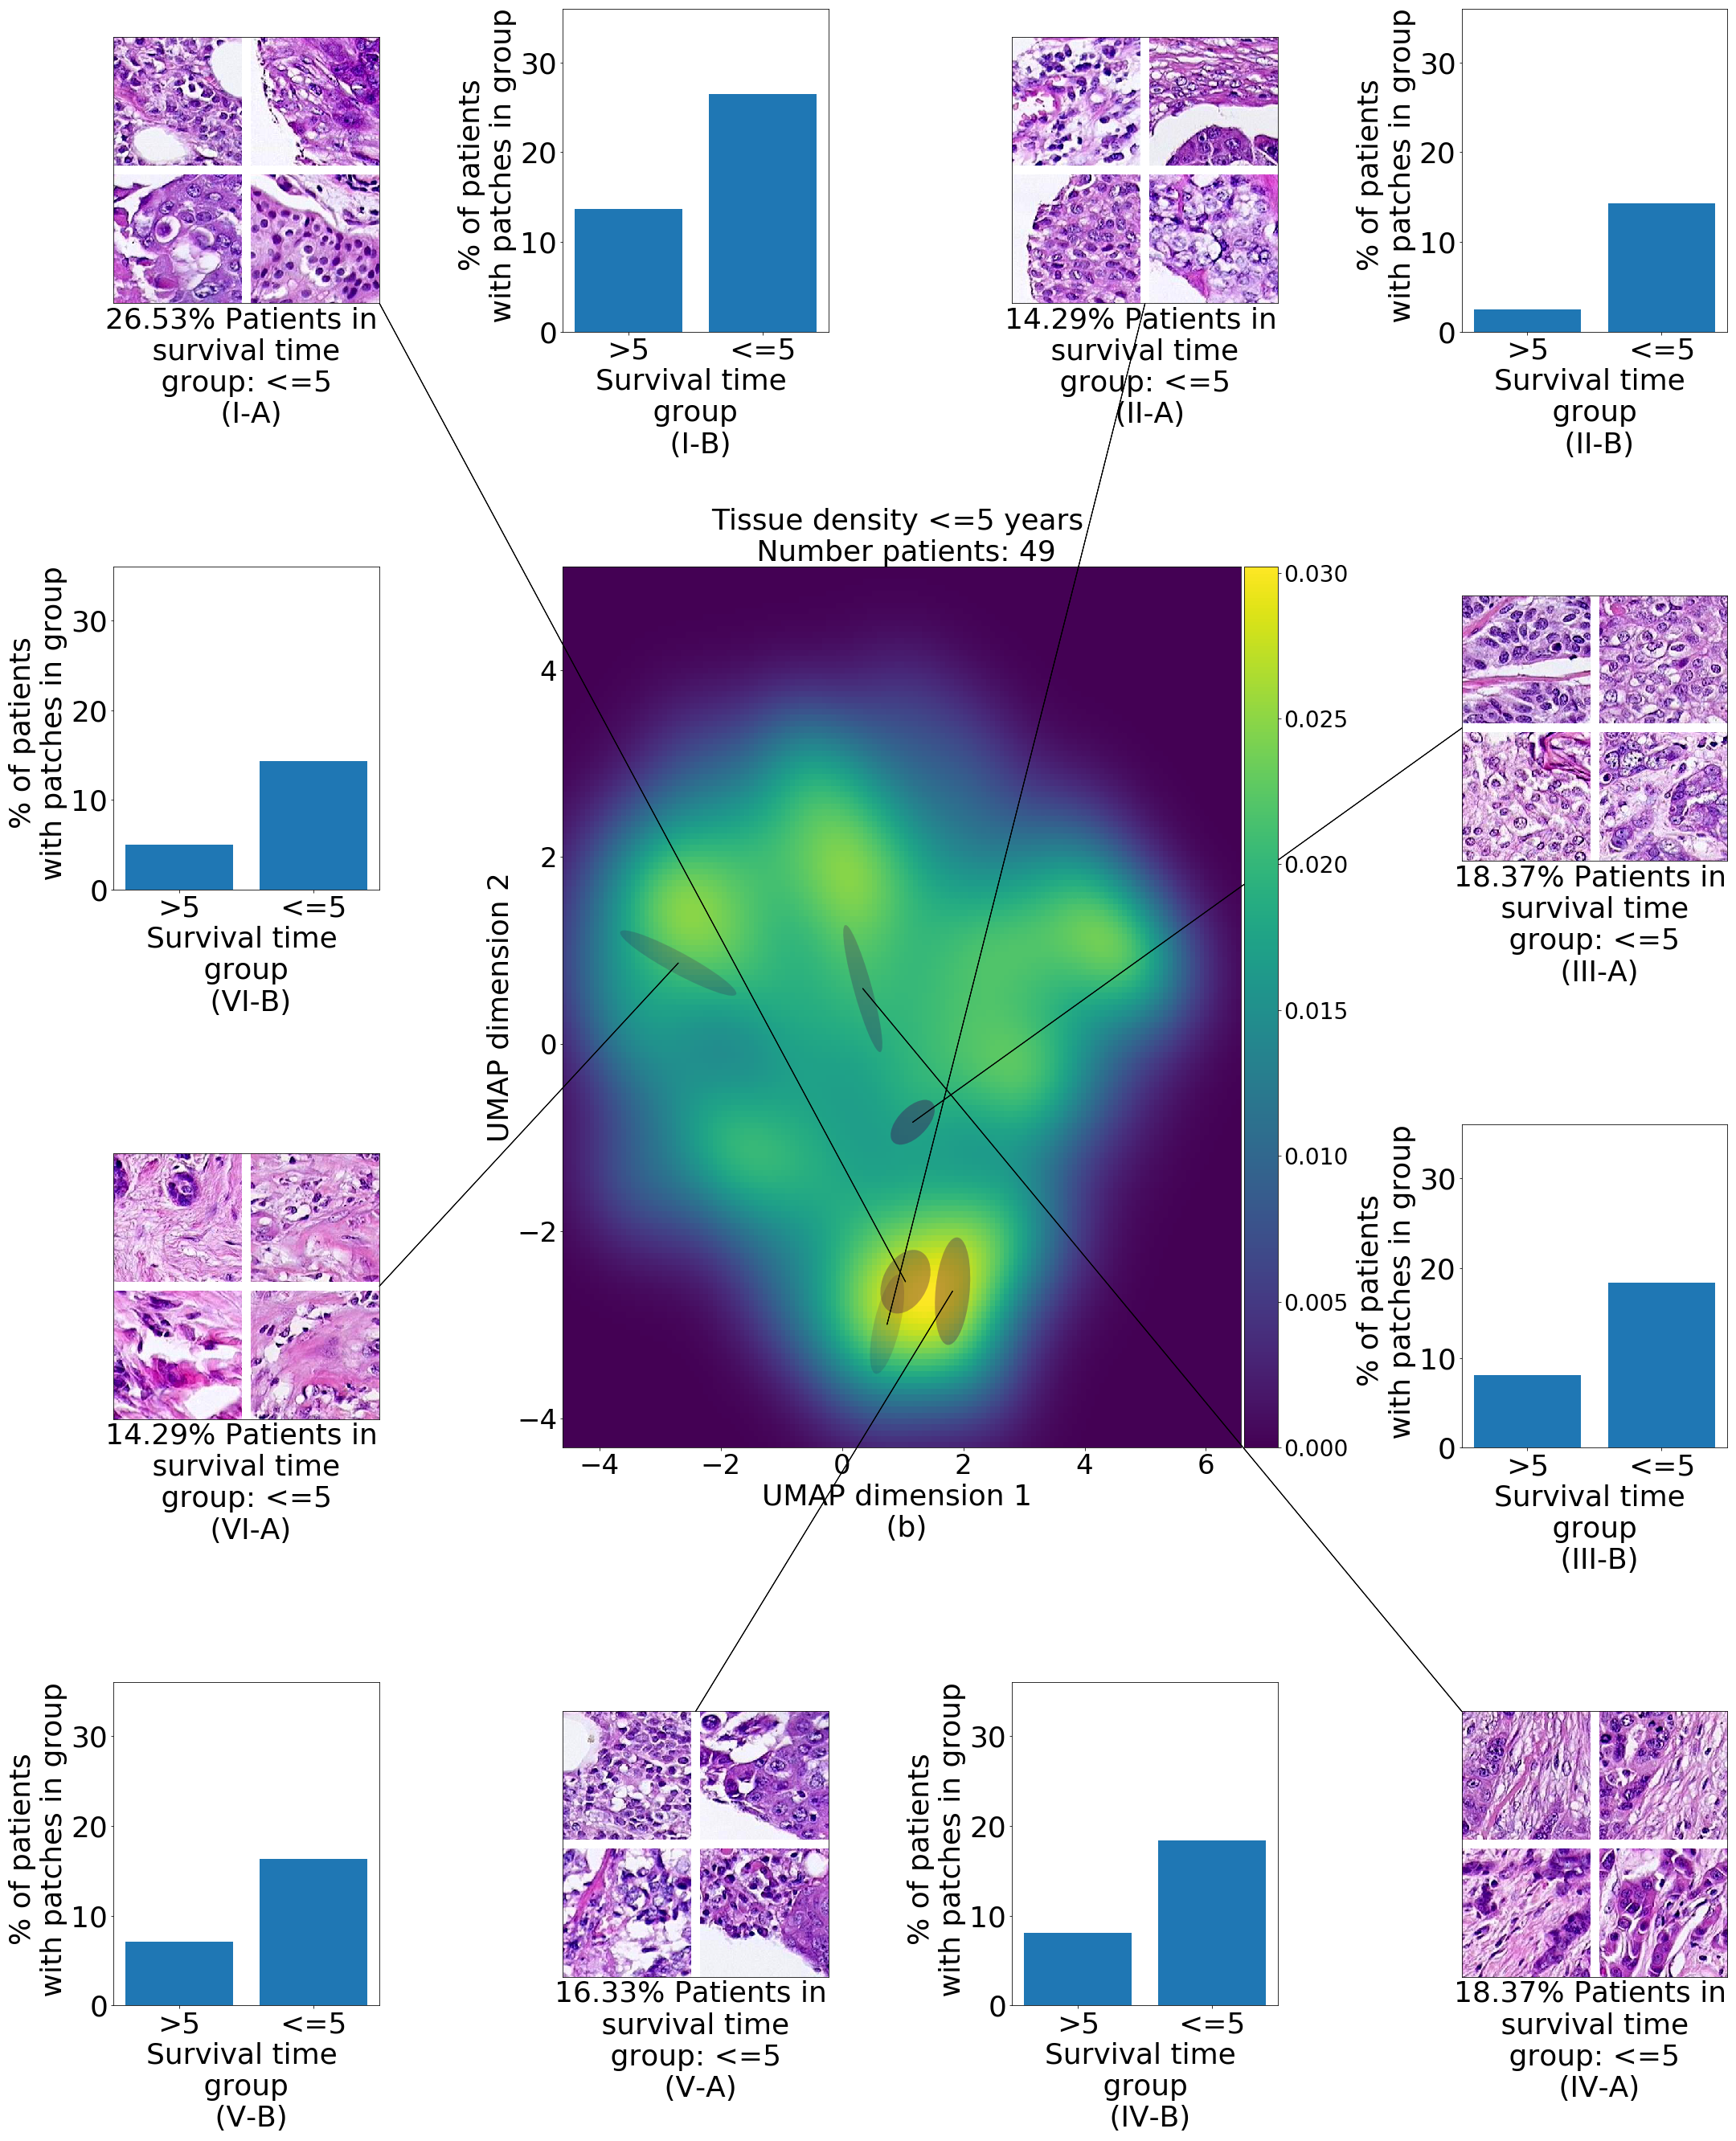 % of patients
with patches in group
30
20
10
0
>5 <=5
Survival time
group
(I-B)
26.53% Patients in
survival time
group: <=5
(I-A)
14.29% Patients in
survival time
group: <=5
(II-A)
% of patients
with patches in group
30
20
10
0
>5 <=5
Survival time
group
(II-B)
Tissue density <=5 years
Number patients: 49
% of patients
with patches in group
30
20
10
0
>5 <=5
Survival time
group
(VI-B)
UMAP dimension 2
4
2
0
−2
−4
−4 −2 0 2 4 6
UMAP dimension 1
(b)
0.030
0.025
0.020
0.015
0.010
0.005
0.000
18.37% Patients in
survival time
group: <=5
(III-A)
14.29% Patients in
survival time
group: <=5
(VI-A)
% of patients
with patches in group
30
20
10
0
>5 <=5
Survival time
group
(III-B)
% of patients
with patches in group
30
20
10
0
>5 <=5
Survival time
group
(V-B)
16.33% Patients in
survival time
group: <=5
(V-A)
% of patients
with patches in group
30
20
10
0
>5 <=5
Survival time
group
(IV-B)
18.37% Patients in
survival time
group: <=5
(IV-A)